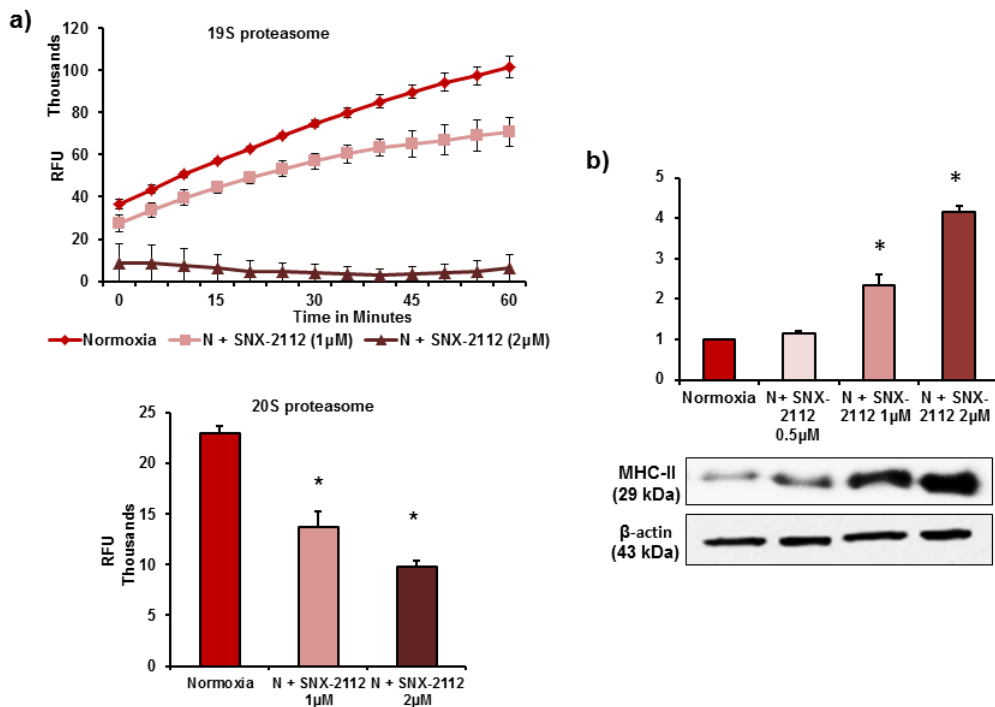 a)
19S proteasome
Thousands
RFU
120
100
80
60
40
20
0
0 15 30 45 60
Time in Minutes
Normoxia N + SNX-2112 (1µM) N + SNX-2112 (2µM)
20S proteasome
RFU
Thousands
25
20
15
10
5
0
Normoxia N + SNX-2112 N + SNX-2112
1µM 2µM
* *
b)
5
4
3
2
1
0
* *
Normoxia N + SNX- N + SNX- N + SNX-
2112 2112 1µM 2112 2µM
0.5µM
MHC-II
(29 kDa)
β-actin
(43 kDa)